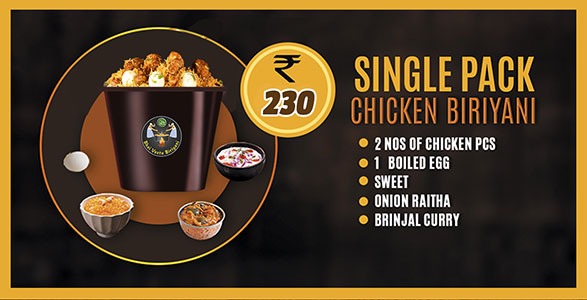 ₹
230
SINGLE PACK
CHICKEN BIRIYANI
2 NOS OF CHICKEN PCS
1 BOILED EGG
SWEET
ONION RAITHA
BRINJAL CURRY